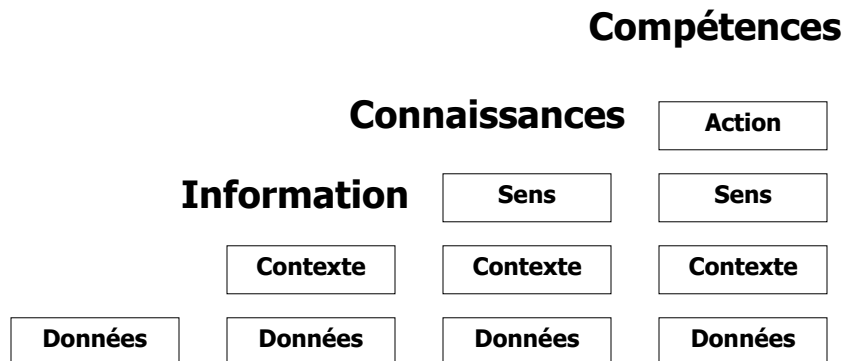 Compétences
Connaissances Action
Information Sens Sens
Contexte Contexte Contexte
Données Données Données Données